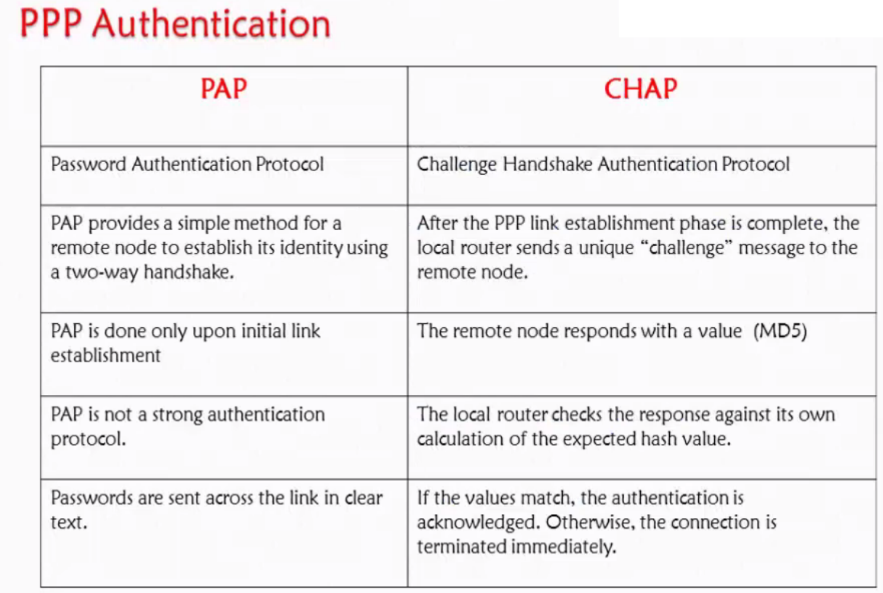 PPP Authentication
PAP
CHAP
Password Authentication Protocol
Challenge Handshake Authentication Protocol
PAP provides a simple method for a
remote node to establish its identity using
a two-way handshake.
After the PPP link establishment phase is complete, the
local router sends a unique “challenge” message to the
remote node.
PAP is done only upon initial link
establishment
The remote node responds with a value (MD5)
PAP is not a strong authentication
protocol.
The local router checks the response against its own
calculation of the expected hash value.
Passwords are sent across the link in clear
text.
If the values match, the authentication is
acknowledged. Otherwise, the connection is
terminated immediately.